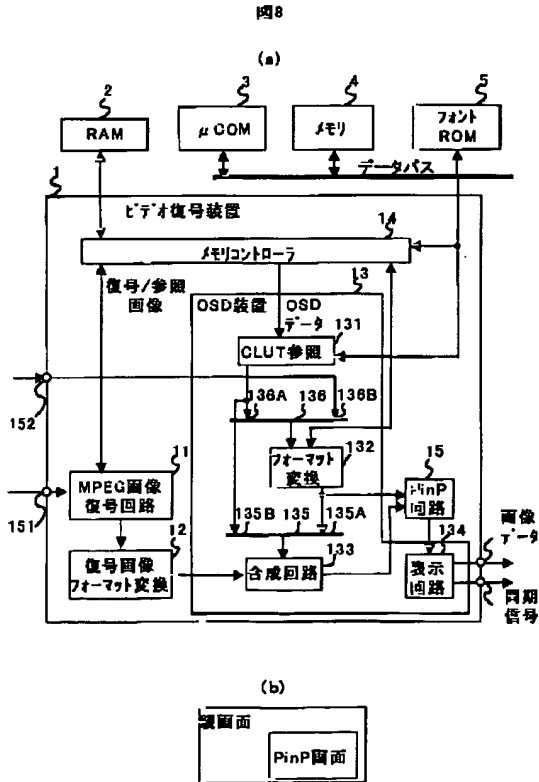 図8
(a)
2
3
4
5
RAM
μCOM
メモリ
フォント
ROM
データバス
1
ビデオ復号装置
14
メモリコントローラ
13
復号/参照
画像
OSD装置
OSD
データ
131
CLUT参照
136A
136
136B
152
132
フォーマット
変換
11
MPEG画像
復号回路
15
PinP
回路
151
135B
135
135A
134
画像
データ
12
復号画像
フォーマット変換
133
合成回路
表示
回路
同期
信号
(b)
親画面
PinP画面